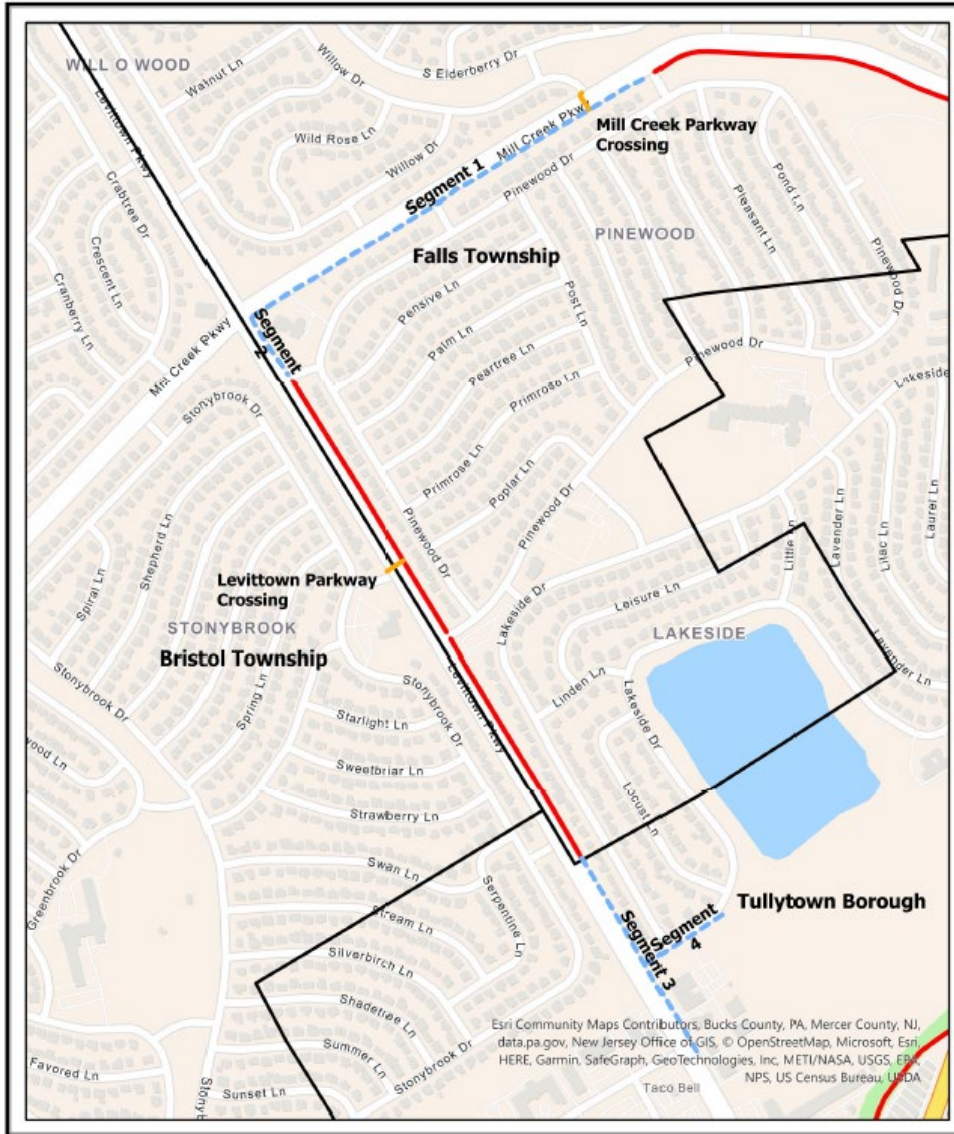 WILL O WOOD
Walnut Ln
Willow Dr
S Elderberry Dr
Levittown Pkwy
Wild Rose Ln
Willow Dr
Mill Creek Pkwy
Mill Creek Parkway
Crossing
Segment 1
Pinewood Dr
Pond Ln
Pleasant Ln
Crabtree Dr
Crescent Ln
Cranberry Ln
PINEWOOD
Falls Township
Pinewood Dr
Pensive Ln
Post Ln
Segment
2
Palm Ln
Mill Creek Pkwy
Peartree Ln
Pinewood Dr
Primrose Ln
Lakeside
Stonybrook Dr
Primrose Ln
Poplar Ln
Pinewood Dr
Shepherd Ln
Pinewood Dr
Little Ln
Lavender Ln
Lilac Ln
Laurel Ln
Spiral Ln
Levittown Parkway
Crossing
Lakeside Dr
Leisure Ln
STONYBROOK
LAKESIDE
Bristol Township
Lavender Ln
Stonybrook Dr
Spring Ln
Stonybrook Dr
Levittown Pkwy
Linden Ln
Lakeside Dr
Starlight Ln
wood Ln
Sweetbriar Ln
Strawberry Ln
Locust Ln
Greenbrook Dr
Swan Ln
Serpentine Ln
Tullytown Borough
Stream Ln
Segment
4
Segment 3
Silverbirch Ln
Shadetree Ln
Summer Ln
Stonybrook Dr
Favored Ln
Sunset Ln
Stonyb
Esri Community Maps Contributors, Bucks County, PA, Mercer County, NJ,
data.pa.gov, New Jersey Office of GIS, © OpenStreetMap, Microsoft, Esri,
HERE, Garmin, SafeGraph, GeoTechnologies, Inc, METI/NASA, USGS, EPA,
NPS, US Census Bureau, USDA
Taco Bell